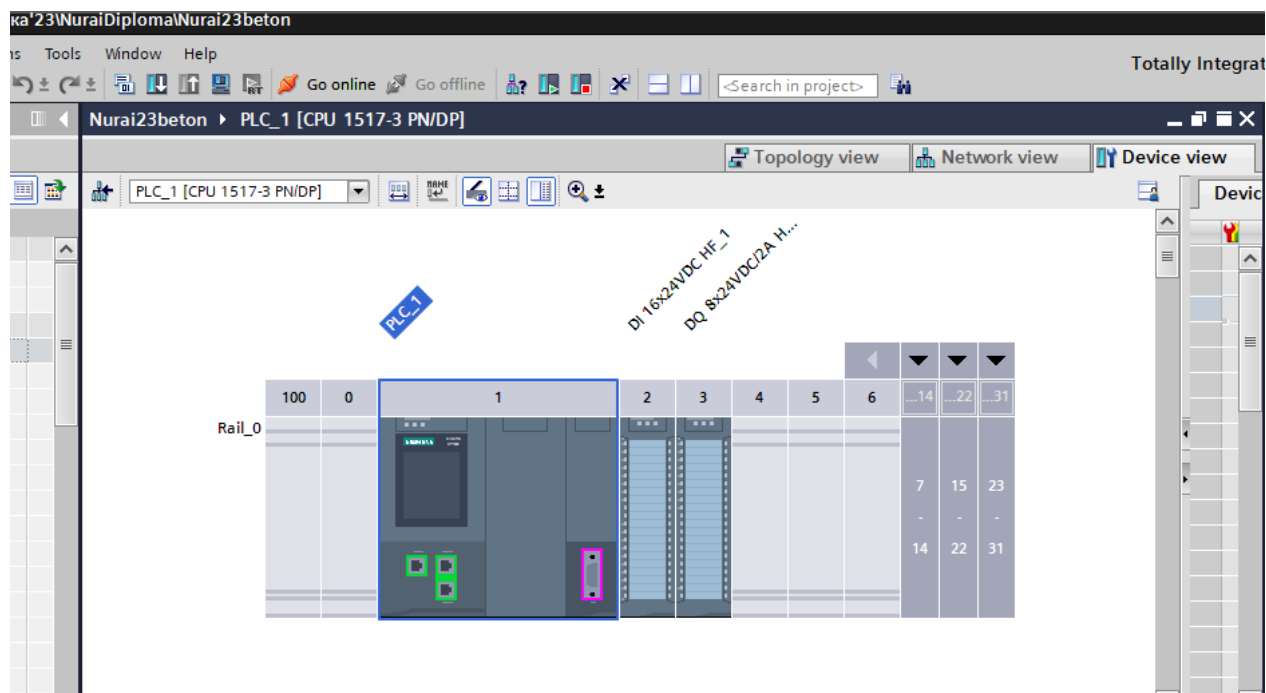 ка'23\NuraiDiploma\Nurai23beton
ns Tools Window Help
Totally Integrat
Go online Go offline <Search in project>
Nurai23beton PLC_1 [CPU 1517-3 PN/DP]
Topology view Network view Device view
PLC_1 [CPU 1517-3 PN/DP]
Devic
PLC_1
DI 16x24VDC HF_1
DQ 8x24VDC/2A H...
100 0 1 2 3 4 5 6 ...14 ...22 ...31
Rail_0
SIEMENS
7 15 23
- - -
14 22 31